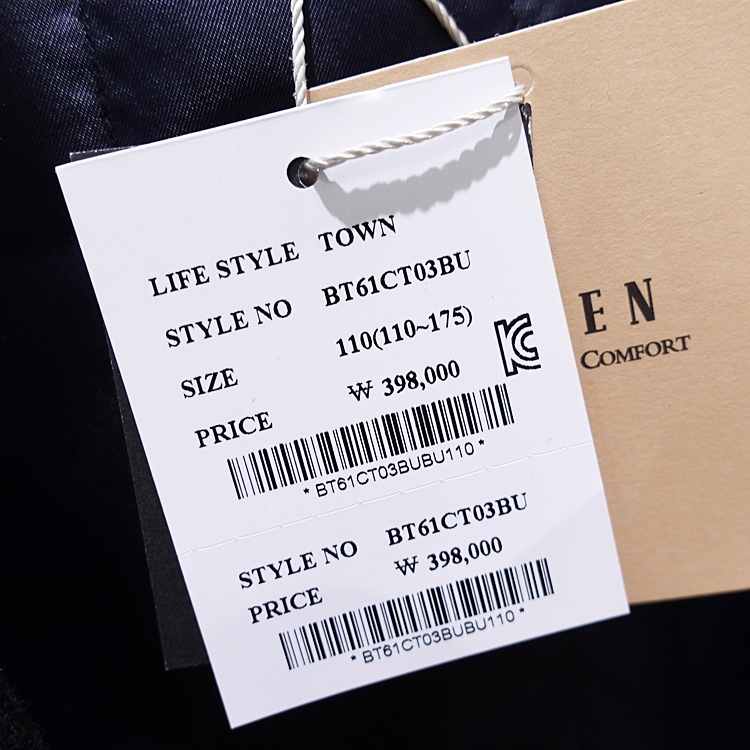 LIFE STYLE TOWN
STYLE NO BT61CT03BU
SIZE 110(110~175)
PRICE ₩ 398,000
* BT61CT03BUBU110 *
STYLE NO BT61CT03BU
PRICE ₩ 398,000
* BT61CT03BUBU110 *
EN
COMFORT